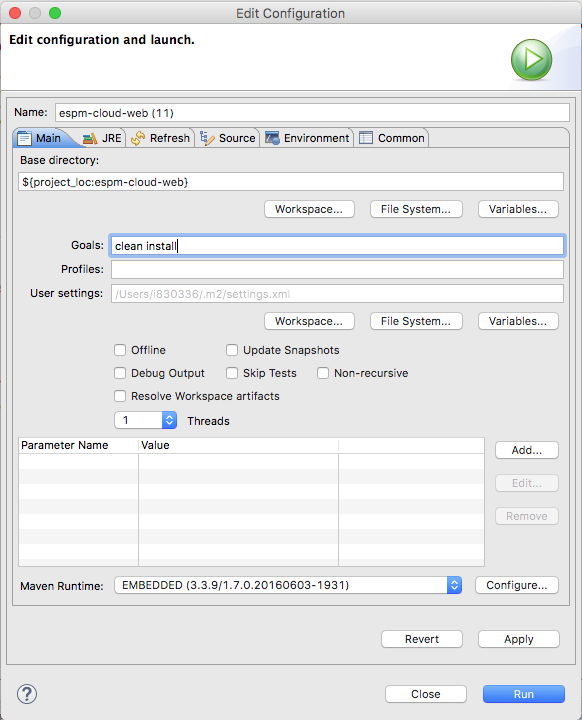 Edit Configuration
Edit configuration and launch.
Name: espm-cloud-web (11)
Main JRE Refresh Source Environment Common
Base directory:
${project_loc:espm-cloud-web}
Workspace... File System... Variables...
Goals: clean install
Profiles:
User settings: /Users/i830336/.m2/settings.xml
Workspace... File System... Variables...
Offline Update Snapshots
Debug Output Skip Tests Non-recursive
Resolve Workspace artifacts
1 Threads
Parameter Name Value
Add...
Edit...
Remove
Maven Runtime: EMBEDDED (3.3.9/1.7.0.20160603-1931) Configure...
Revert Apply
? Close Run